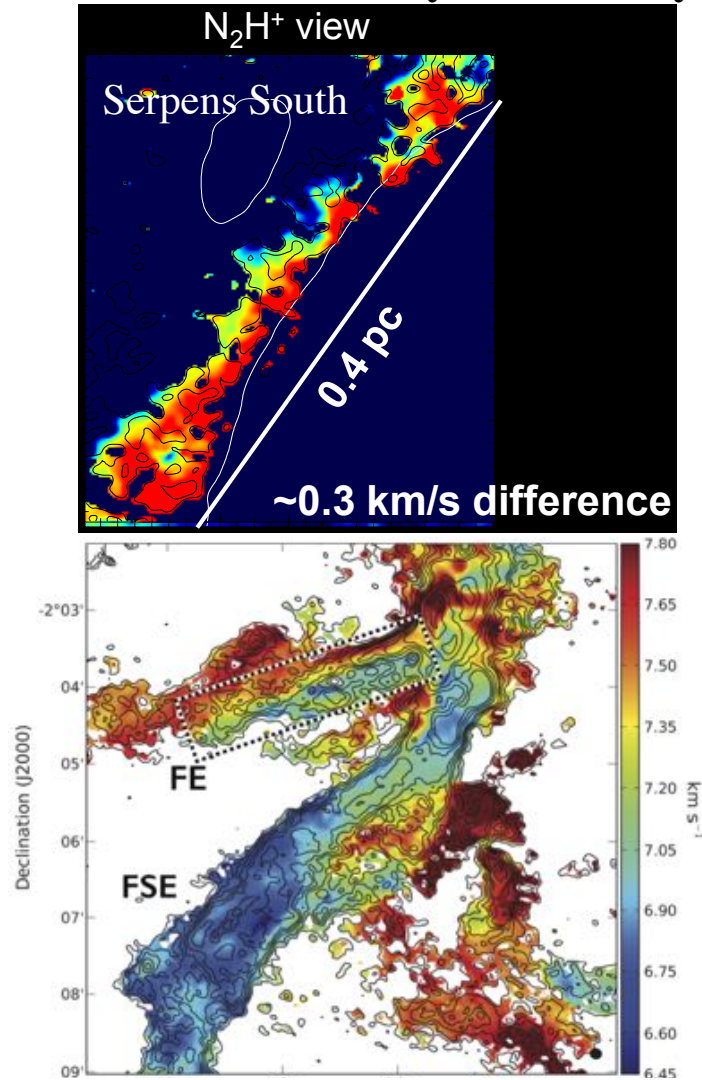 N₂H⁺ view
Serpens South
0.4 pc
~0.3 km/s difference
-2°03'
04'
05'
06'
07'
08'
09'
Declination (J2000)
FE
FSE
7.80
7.65
7.50
7.35
7.20
7.05
6.90
6.75
6.60
6.45
km s⁻¹